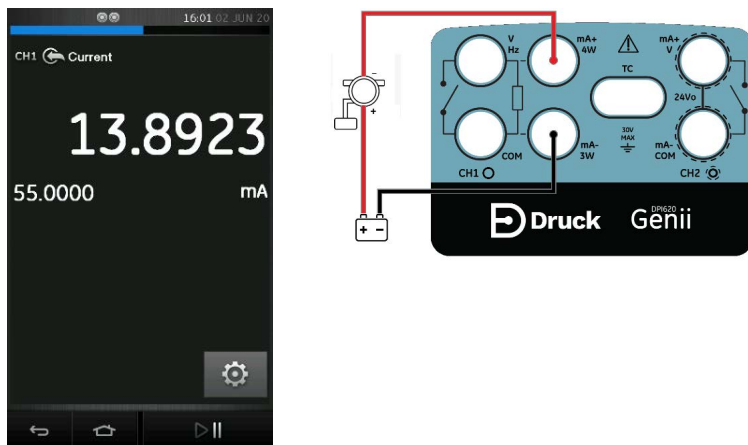 16:01 02 JUN 20
CH1 Current
13.8923
55.0000 mA
- 
+
+ -
V
Hz
mA+
4W
TC
mA+
V
24Vo
30V
MAX
COM
mA-
3W
mA-
COM
CH1
CH2
Druck
DPI620
Genii